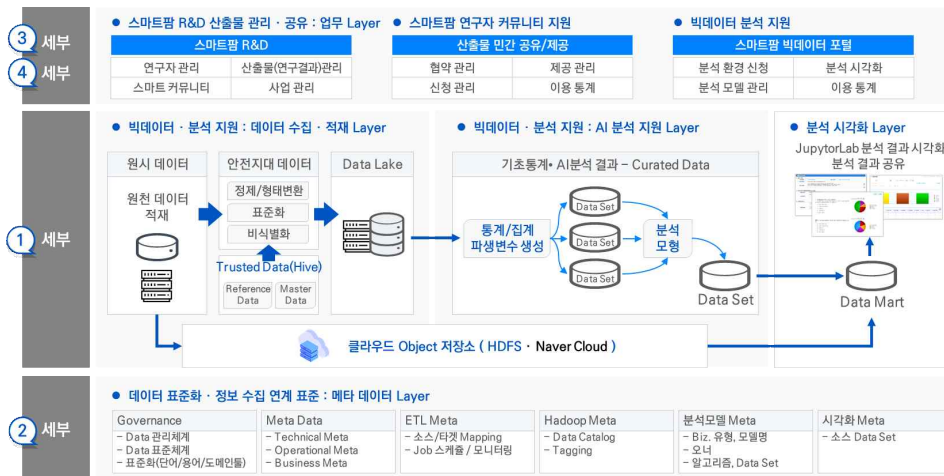 3 세부
4 세부
● 스마트팜 R&D 산출물 관리 · 공유 : 업무 Layer
스마트팜 R&D
연구자 관리 산출물(연구결과)관리
스마트 커뮤니티 사업 관리
● 스마트팜 연구자 커뮤니티 지원
산출물 민간 공유/제공
협약 관리 제공 관리
신청 관리 이용 통계
● 빅데이터 분석 지원
스마트팜 빅데이터 포털
분석 환경 신청 분석 시각화
분석 모델 관리 이용 통계
1 세부
● 빅데이터 · 분석 지원 : 데이터 수집 · 적재 Layer
원시 데이터
원천 데이터
적재
안전지대 데이터
정제/형태변환
표준화
비식별화
Trusted Data(Hive)
Reference
Data
Master
Data
Data Lake
● 빅데이터 · 분석 지원 : AI 분석 지원 Layer
기초통계• AI분석 결과 – Curated Data
통계/집계
파생변수 생성
Data Set
Data Set
Data Set
분석
모형
Data Set
● 분석 시각화 Layer
JupytorLab 분석 결과 시각화
분석 결과 공유
Data Mart
클라우드 Object 저장소 ( HDFS · Naver Cloud )
2 세부
● 데이터 표준화 · 정보 수집 연계 표준 : 메타 데이터 Layer
Governance
– Data 관리체계
– Data 표준체계
– 표준화(단어/용어/도메인툴)
Meta Data
– Technical Meta
– Operational Meta
– Business Meta
ETL Meta
– 소스/타겟 Mapping
– Job 스케쥴 / 모니터링
Hadoop Meta
– Data Catalog
– Tagging
분석모델 Meta
– Biz. 유형, 모델명
– 오너
– 알고리즘, Data Set
시각화 Meta
– 소스 Data Set